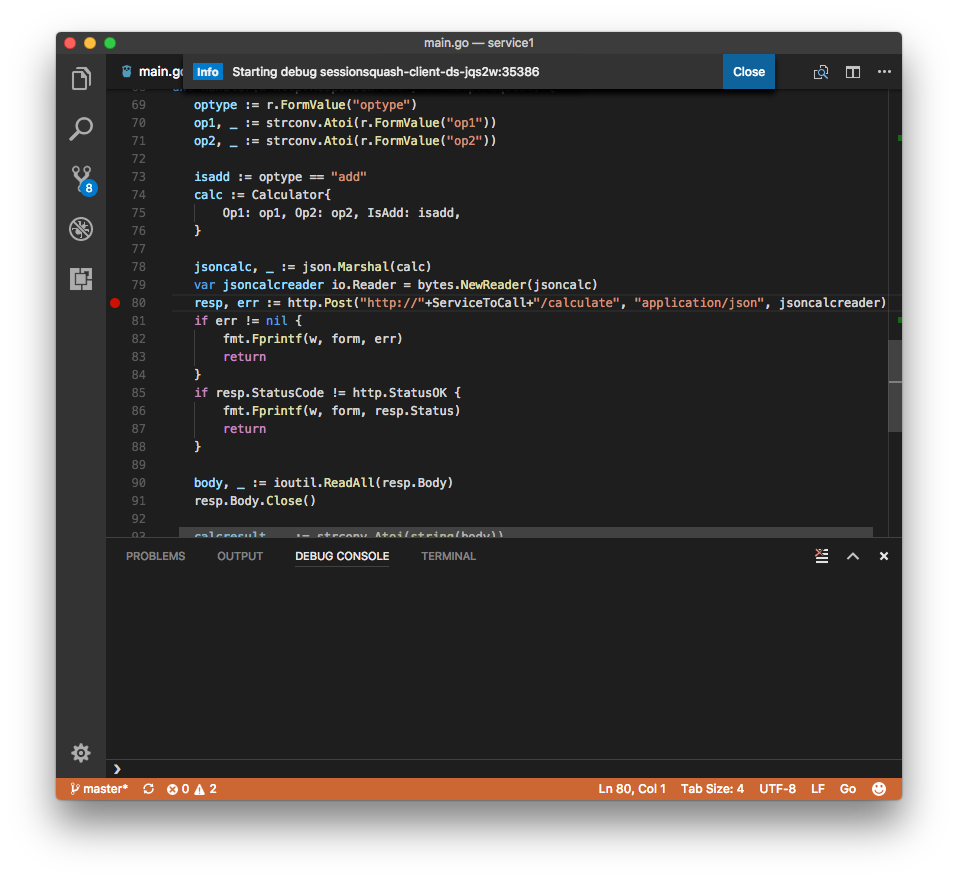 main.go — service1
main.go
Info Starting debug sessionsquash-client-ds-jqs2w:35386 Close
69 optype := r.FormValue("optype")
70 op1, _ := strconv.Atoi(r.FormValue("op1"))
71 op2, _ := strconv.Atoi(r.FormValue("op2"))
72
73 isadd := optype == "add"
74 calc := Calculator{
75 Op1: op1, Op2: op2, IsAdd: isadd,
76 }
77
78 jsoncalc, _ := json.Marshal(calc)
79 var jsoncalcreader io.Reader = bytes.NewReader(jsoncalc)
80 resp, err := http.Post("http://"+ServiceToCall+"/calculate", "application/json", jsoncalcreader)
81 if err != nil {
82 fmt.Fprintf(w, form, err)
83 return
84 }
85 if resp.StatusCode != http.StatusOK {
86 fmt.Fprintf(w, form, resp.Status)
87 return
88 }
89
90 body, _ := ioutil.ReadAll(resp.Body)
91 resp.Body.Close()
92
93 calcresult, _ := strconv.Atoi(string(body))
8
PROBLEMS OUTPUT DEBUG CONSOLE TERMINAL
master* 0 2 Ln 80, Col 1 Tab Size: 4 UTF-8 LF Go